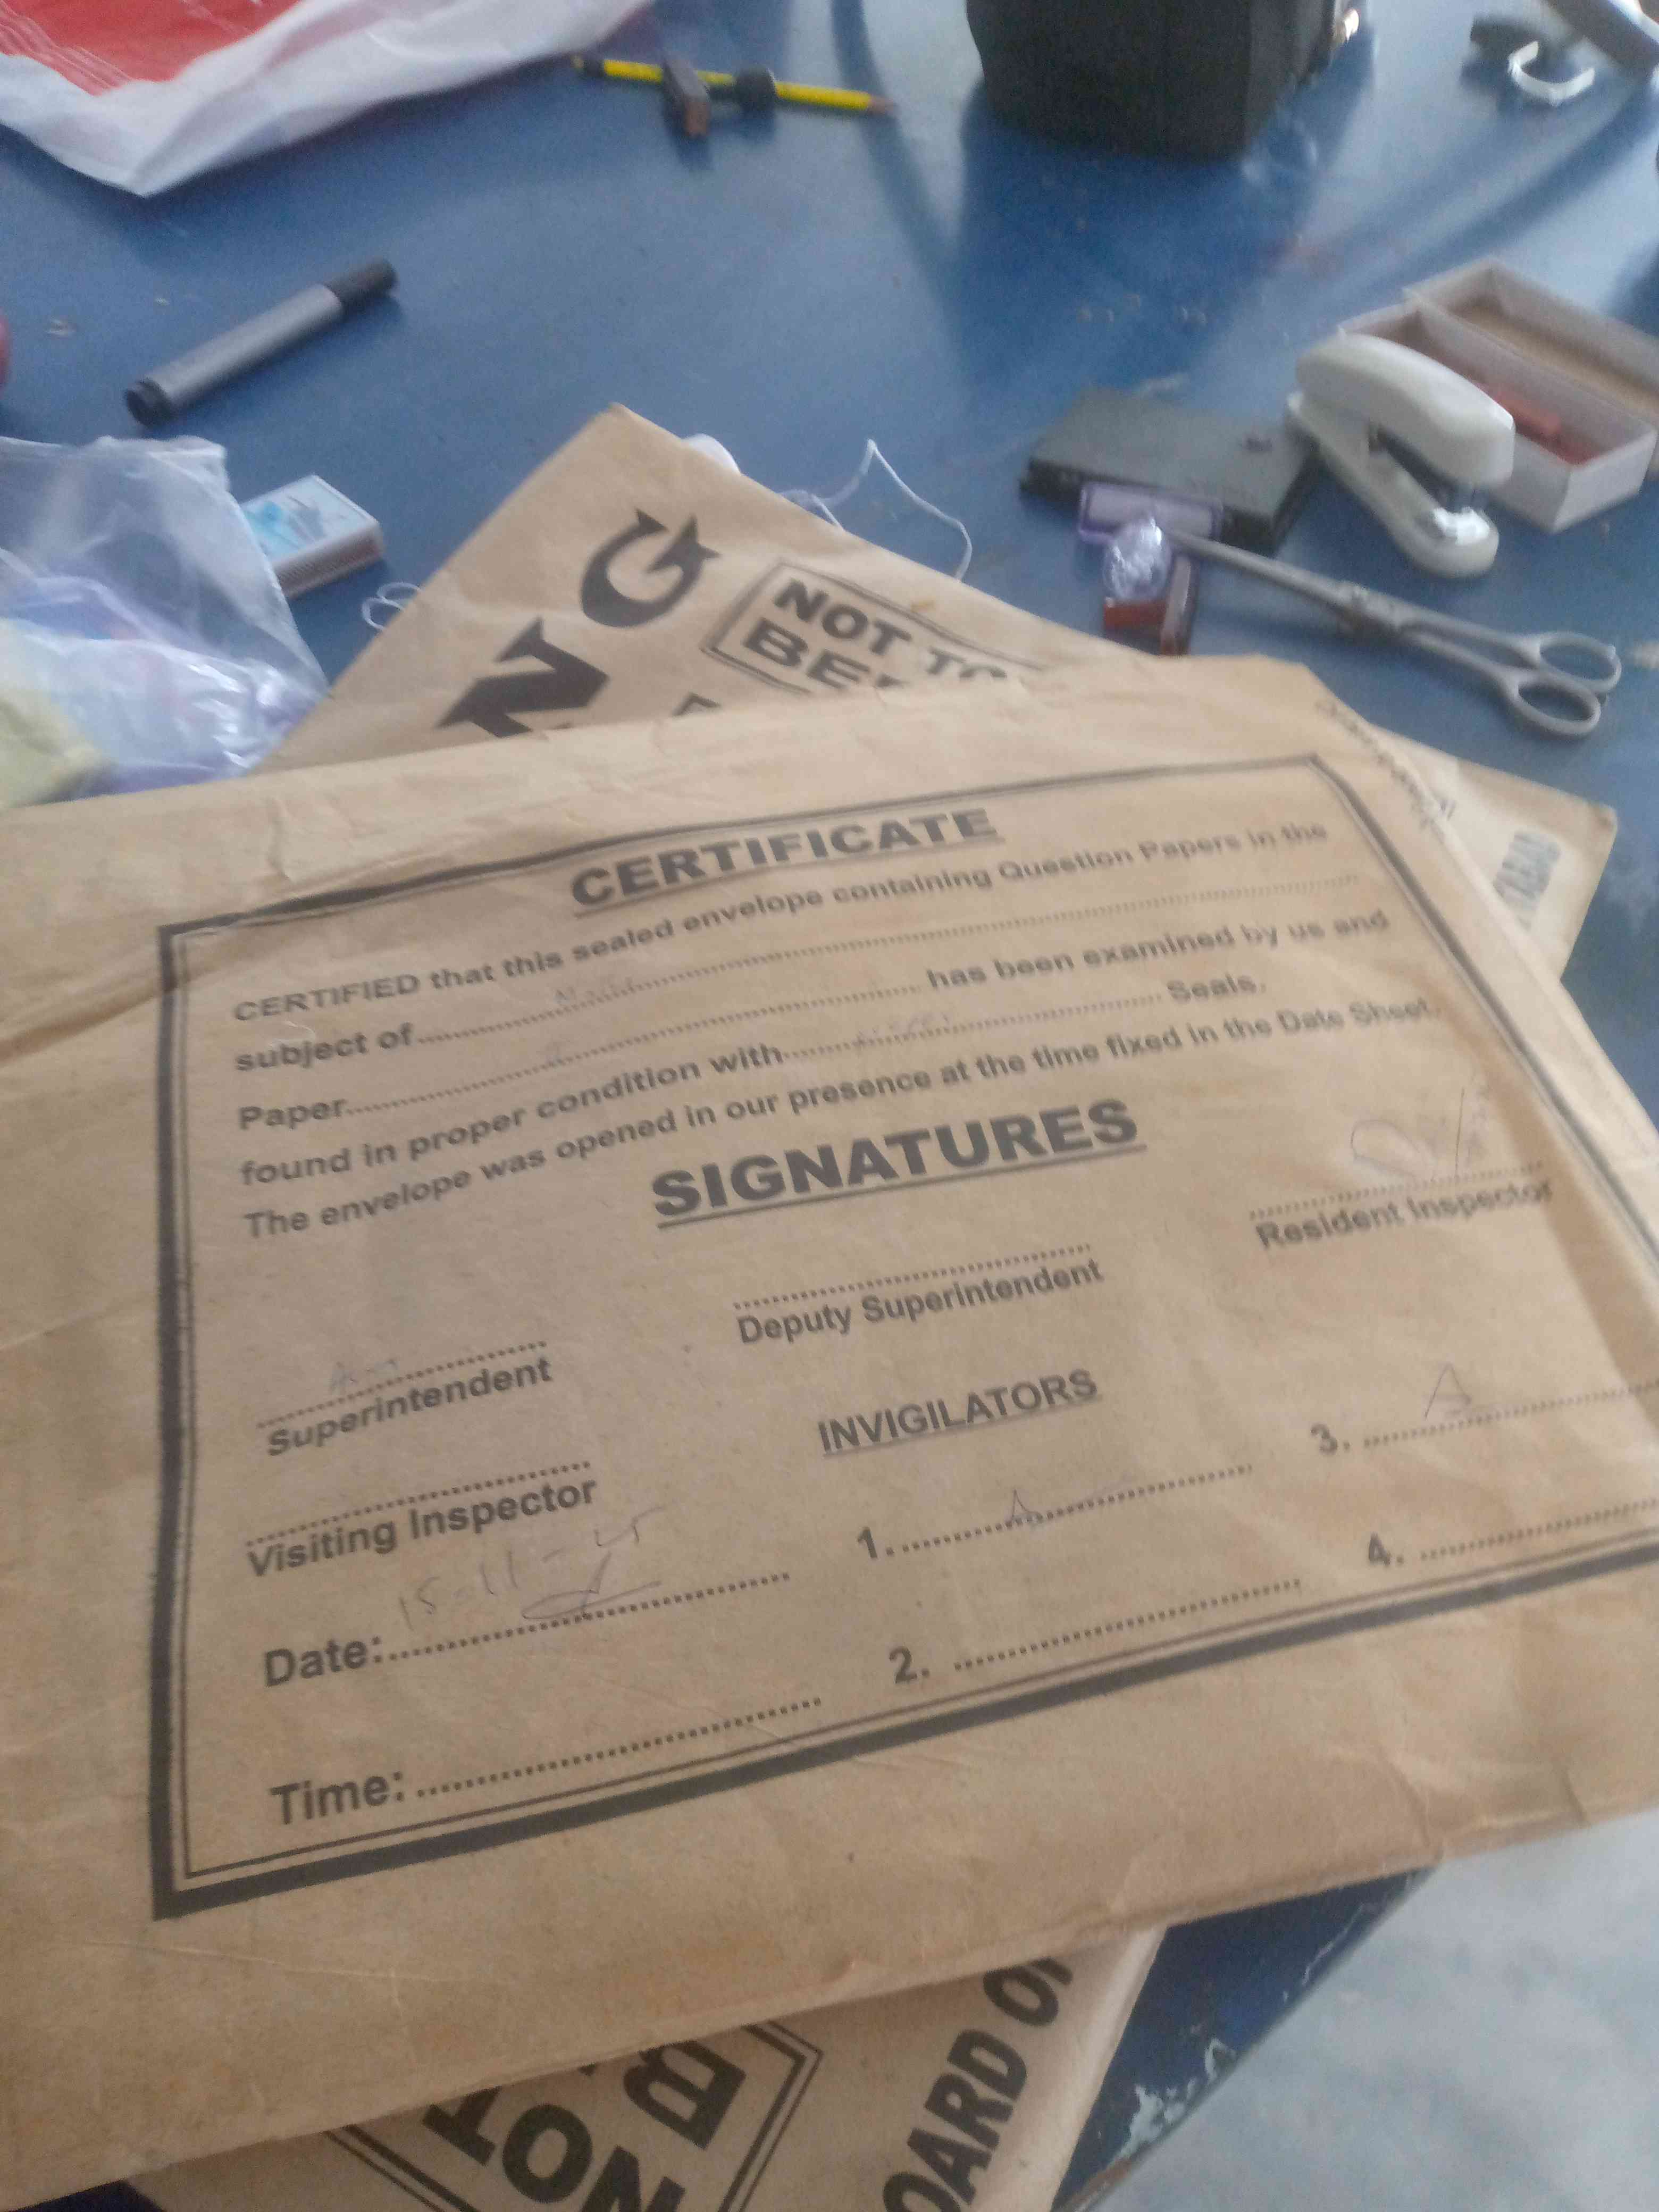 NG
NOT TO
BE
CERTIFICATE
CERTIFIED that this sealed envelope containing Question Papers in the
subject of
Paper has been examined by us and
found in proper condition with Seals.
The envelope was opened in our presence at the time fixed in the Date Sheet.
SIGNATURES
Resident Inspector
Deputy Superintendent
Superintendent
INVIGILATORS
Visiting Inspector
1.
3.
Date: 15-11-
2.
4.
Time:
NOT
B
OARD OF